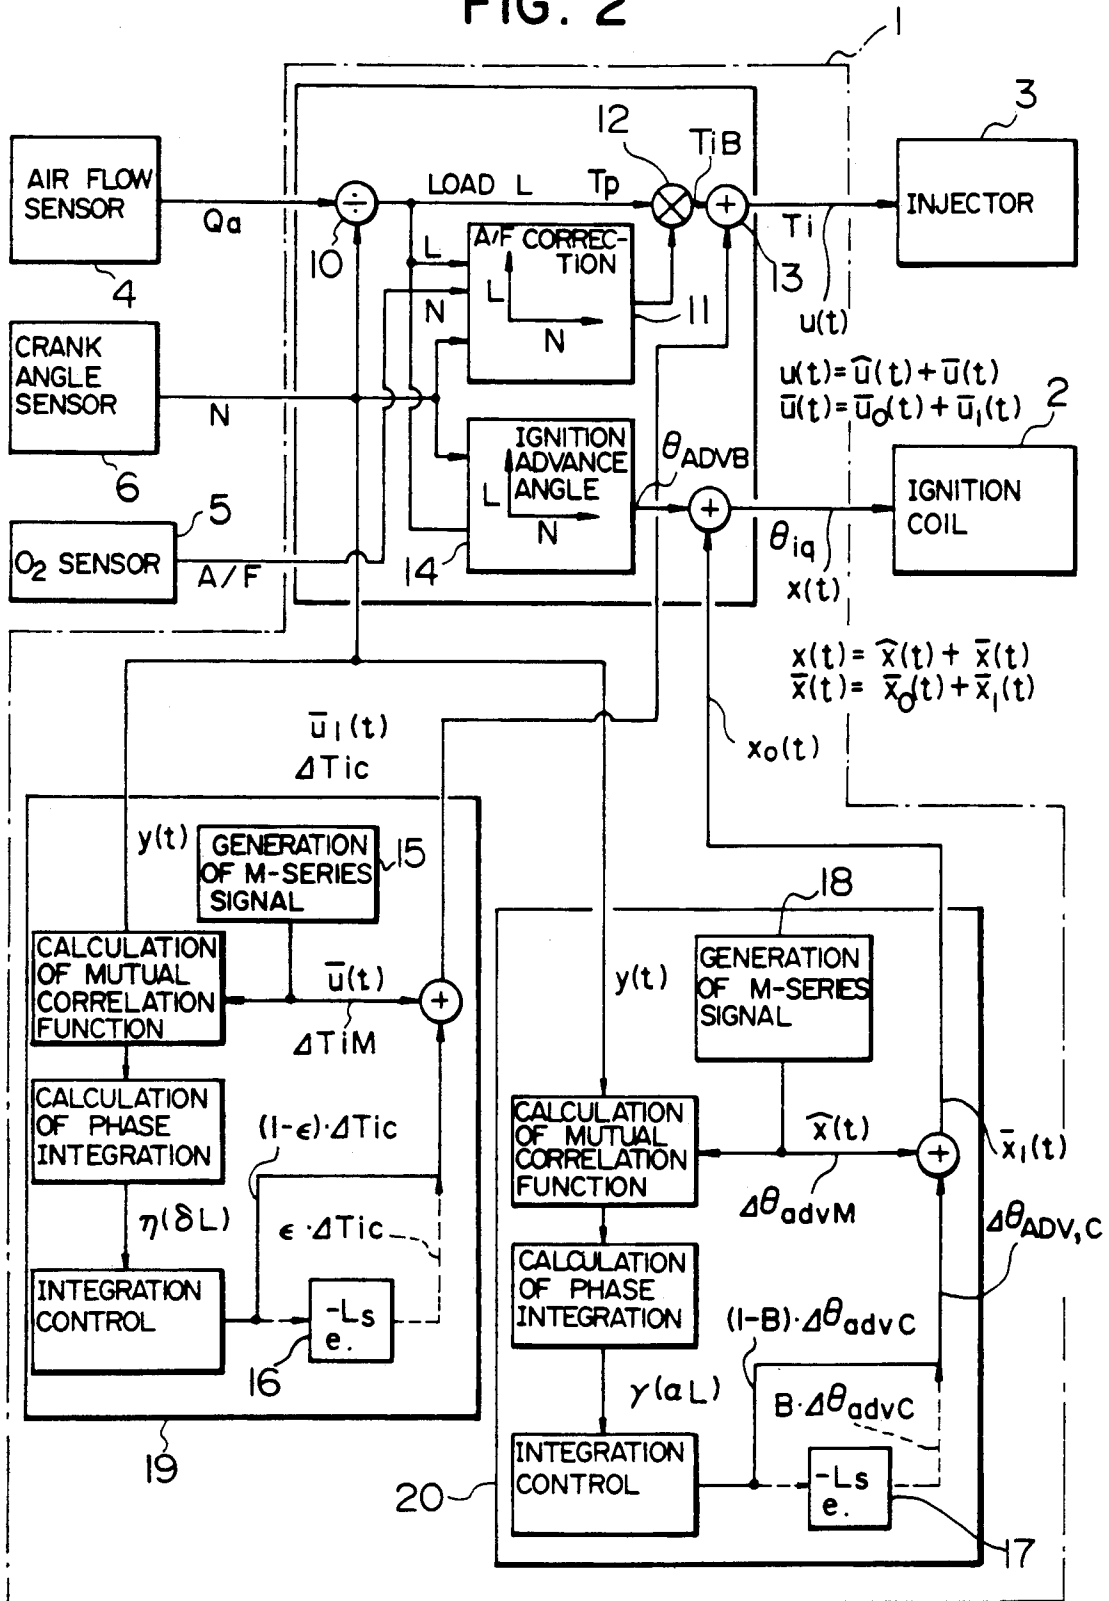 FIG. 2
1
3
12
TiB
AIR FLOW
SENSOR
LOAD L
Tp
INJECTOR
Qa
10
Ti
13
4
L
A/F CORREC-
TION
L
N
N
11
u(t)
CRANK
ANGLE
SENSOR
N
u(t)=û(t)+ū(t)
ū(t)=ū₀(t)+ū₁(t)
2
6
IGNITION
ADVANCE
ANGLE
L
N
θADVB
IGNITION
COIL
5
O₂ SENSOR
A/F
14
θig
x(t)
x(t)= x̂(t)+ x̄(t)
x̄(t)= x̄₀(t)+x̄₁(t)
ū₁(t)
ΔTic
x₀(t)
y(t)
GENERATION
OF M-SERIES
SIGNAL
15
18
CALCULATION
OF MUTUAL
CORRELATION
FUNCTION
ū(t)
ΔTiM
y(t)
GENERATION
OF M-SERIES
SIGNAL
CALCULATION
OF PHASE
INTEGRATION
(1-ϵ)·ΔTic
CALCULATION
OF MUTUAL
CORRELATION
FUNCTION
x̂(t)
x̄₁(t)
ΔθadvM
η(δL)
ϵ·ΔTic
ΔθADV,C
CALCULATION
OF PHASE
INTEGRATION
INTEGRATION
CONTROL
-Ls
e.
16
(1-B)·ΔθadvC
γ(aL)
B·ΔθadvC
19
INTEGRATION
CONTROL
-Ls
e.
20
17